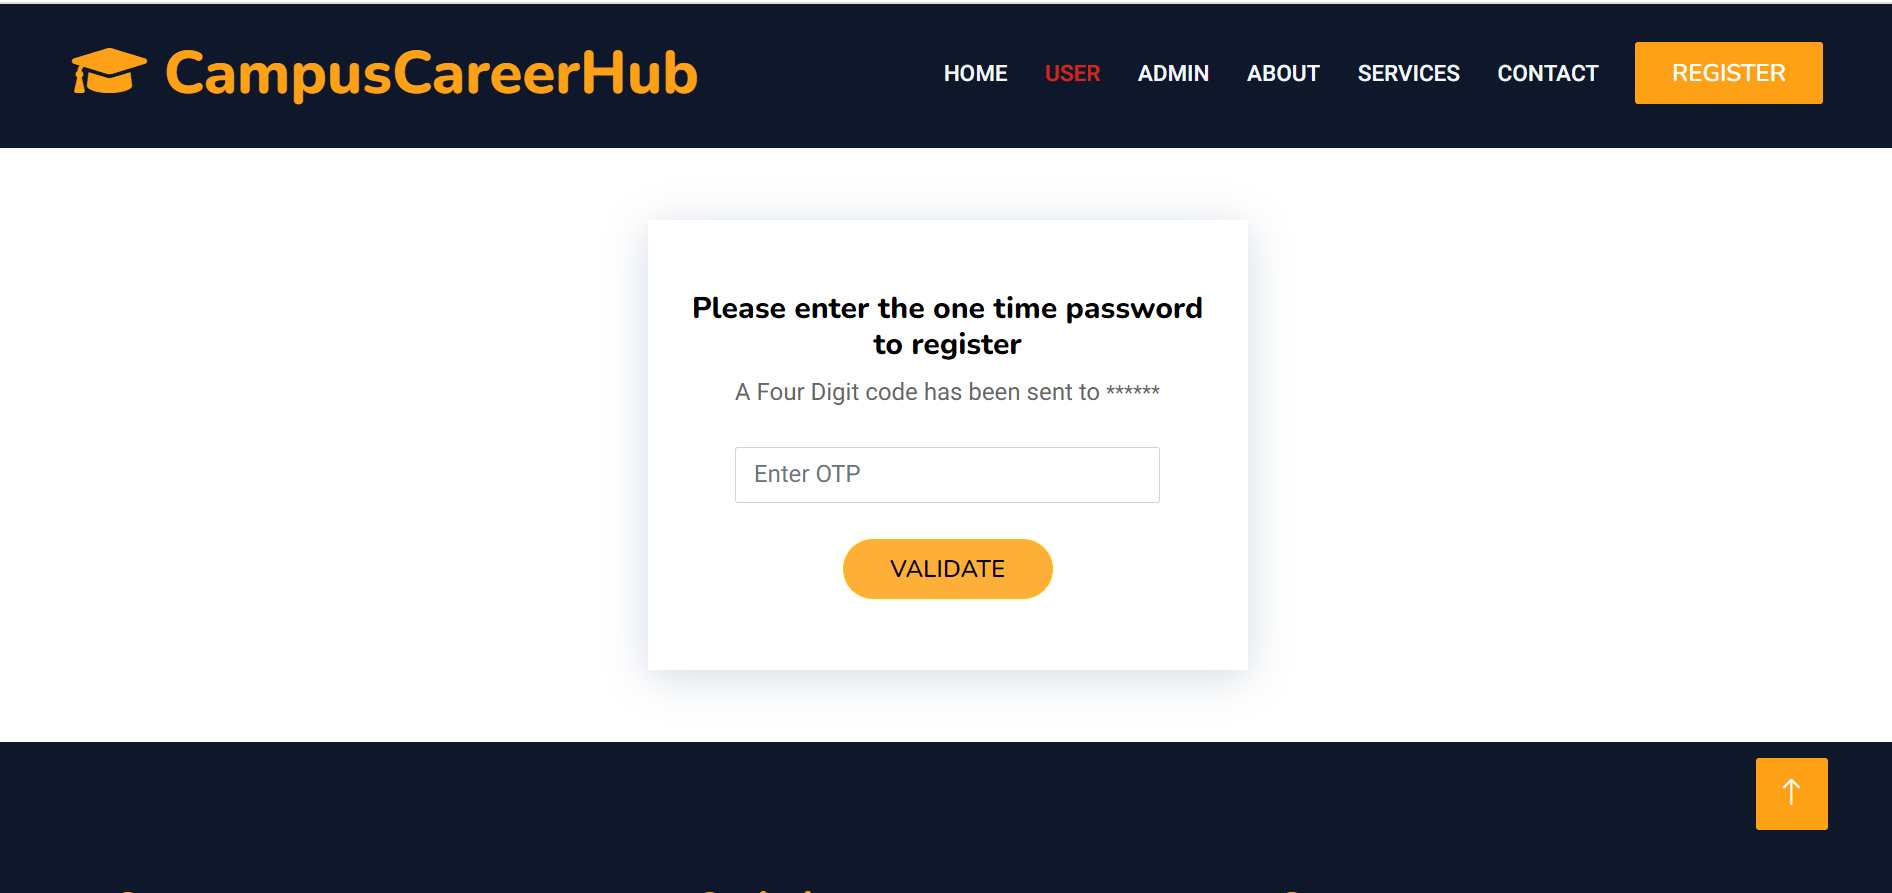 CampusCareerHub
HOME USER ADMIN ABOUT SERVICES CONTACT REGISTER
Please enter the one time password
to register
A Four Digit code has been sent to ******
Enter OTP
VALIDATE